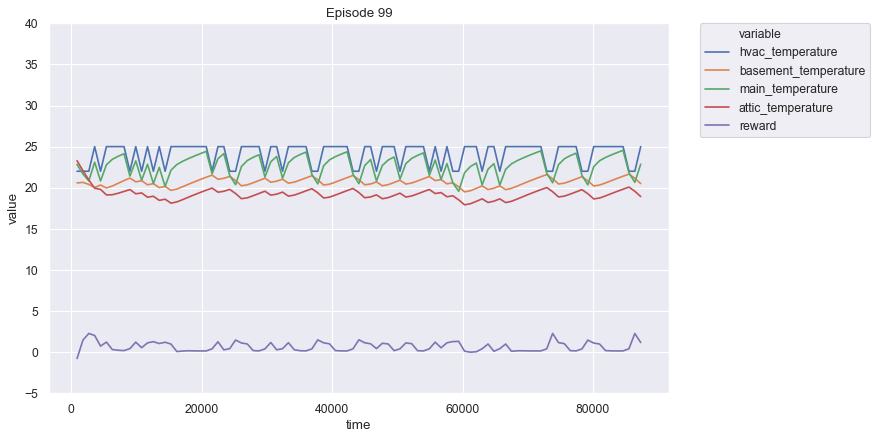 Episode 99
40
35
30
25
20
15
10
5
0
−5
value
0
20000
40000
60000
80000
time
variable
hvac_temperature
basement_temperature
main_temperature
attic_temperature
reward